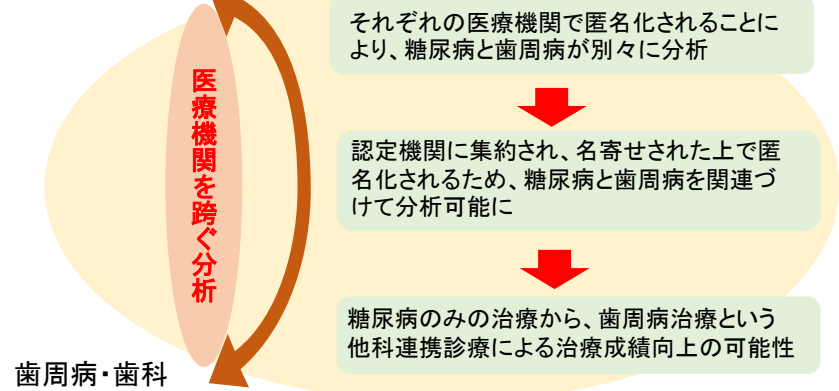 それぞれの医療機関で匿名化されることに
より、糖尿病と歯周病が別々に分析
医療機関を跨ぐ分析
認定機関に集約され、名寄せされた上で匿
名化されるため、糖尿病と歯周病を関連づ
けて分析可能に
糖尿病のみの治療から、歯周病治療という
他科連携診療による治療成績向上の可能性
歯周病・歯科